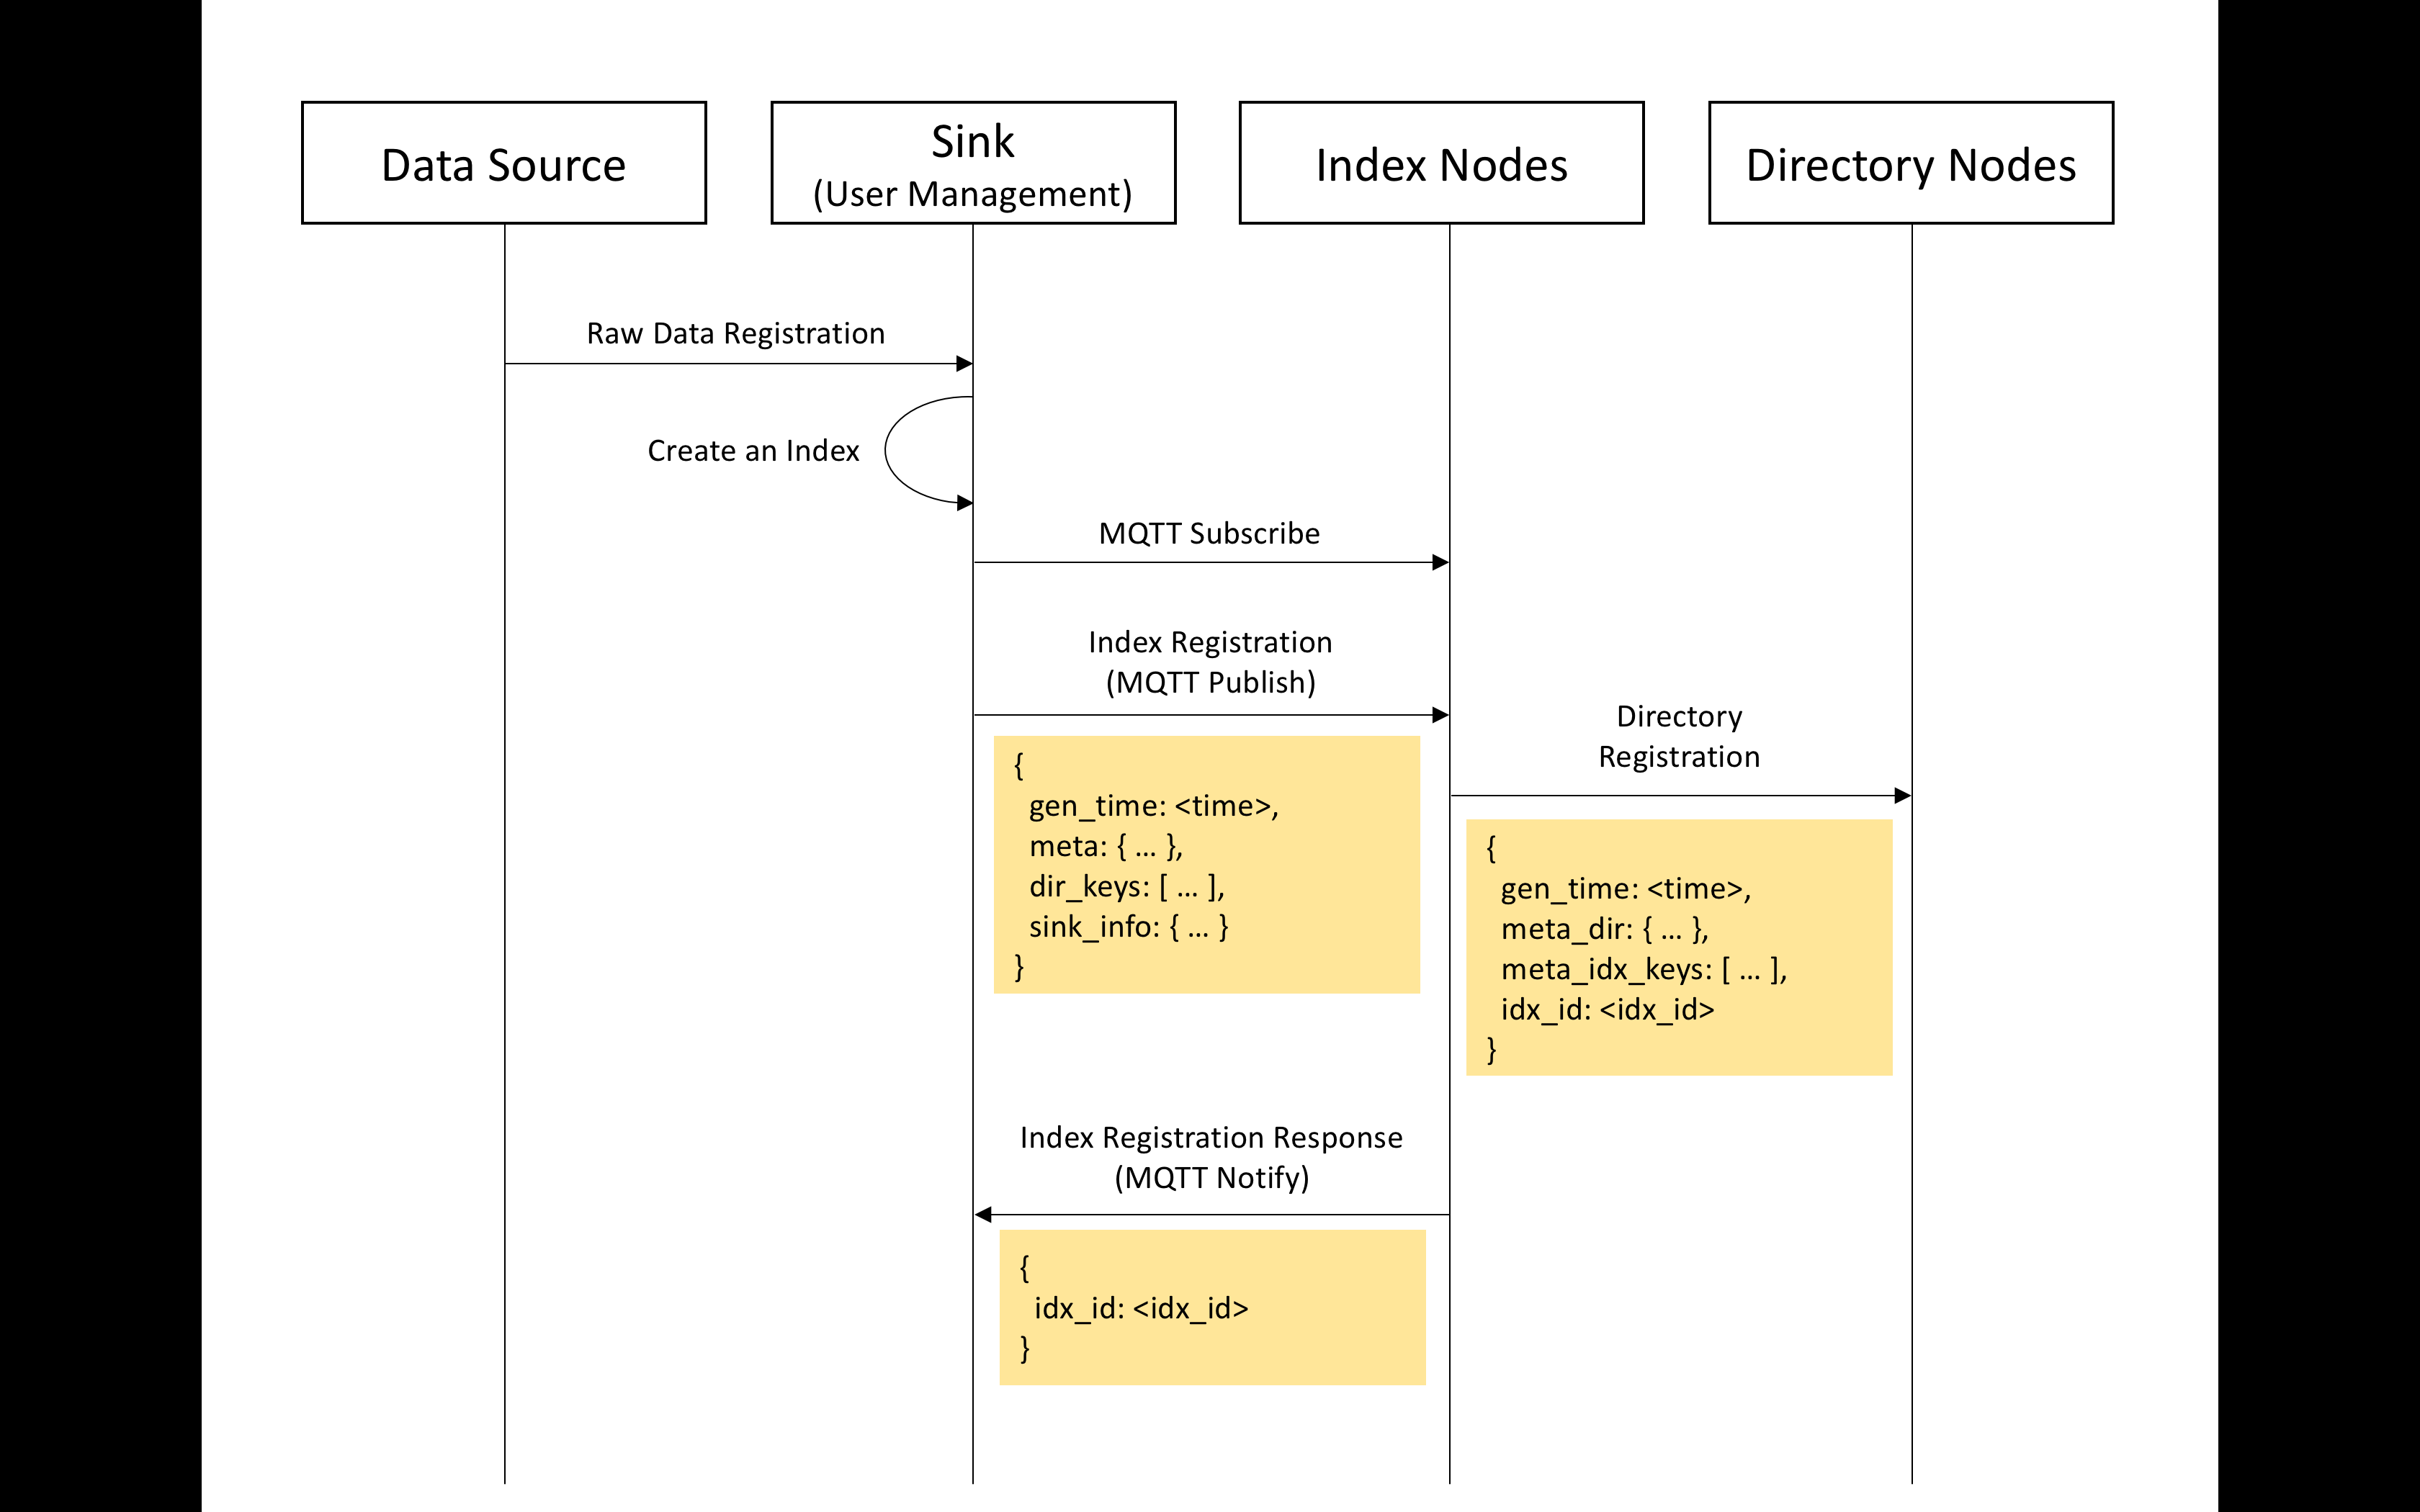 Data Source
Sink
(User Management)
Index Nodes
Directory Nodes
Raw Data Registration
Create an Index
MQTT Subscribe
Index Registration
(MQTT Publish)
{
gen_time: <time>,
meta: { ... },
dir_keys: [ ... ],
sink_info: { ... }
}
Directory
Registration
{
gen_time: <time>,
meta_dir: { ... },
meta_idx_keys: [ ... ],
idx_id: <idx_id>
}
Index Registration Response
(MQTT Notify)
{
idx_id: <idx_id>
}